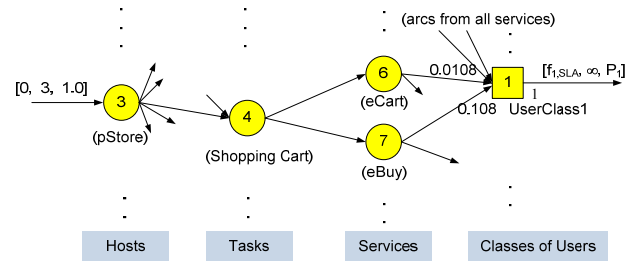 (arcs from all services)
[0, 3, 1.0]
3
(pStore)
4
(Shopping Cart)
6
(eCart)
7
(eBuy)
0.0108
0.108
1
1
UserClass1
[f1,SLA, ∞, P1]
Hosts
Tasks
Services
Classes of Users